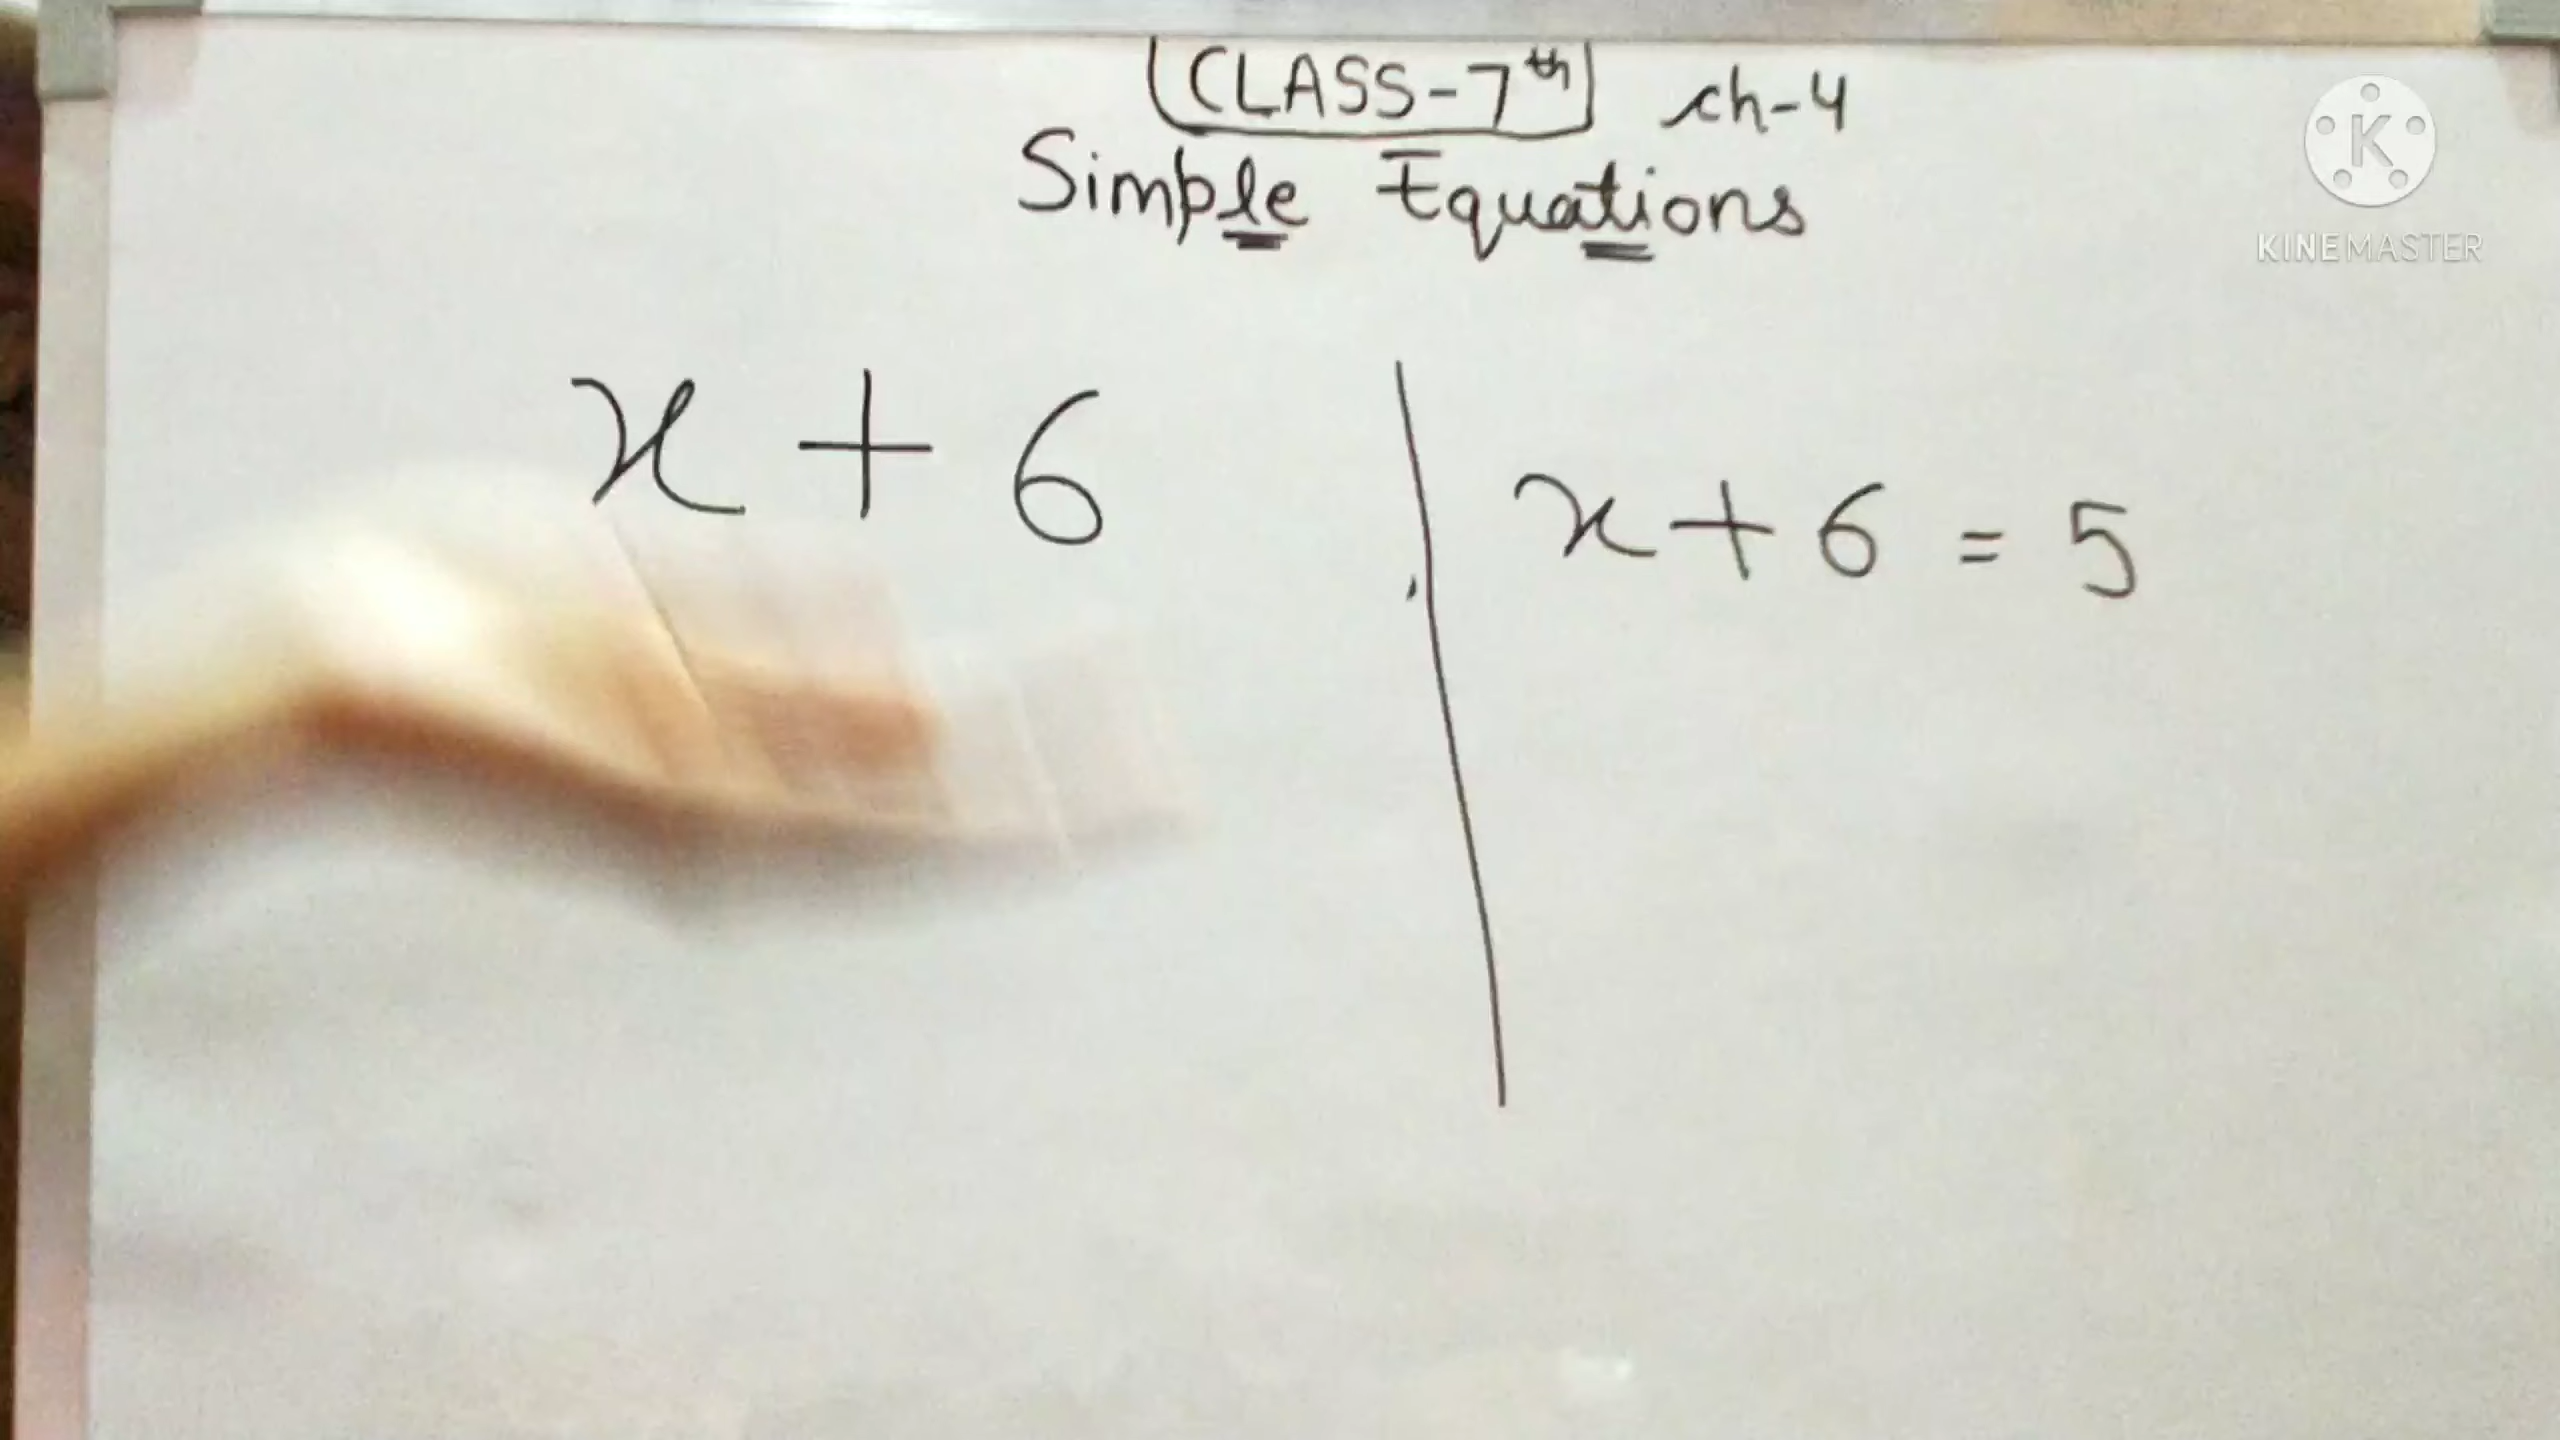 CLASS-7th ch-4
Simple Equations
K
KINEMASTER
x + 6
x + 6 = 5